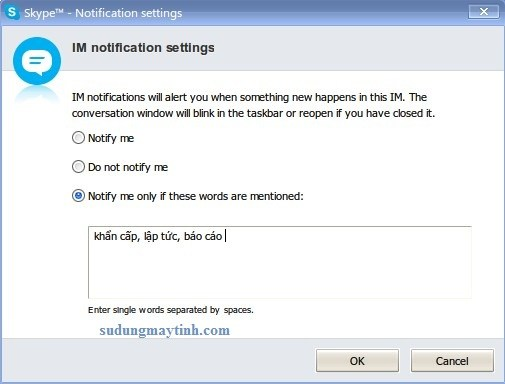 Skype™ - Notification settings
IM notification settings
IM notifications will alert you when something new happens in this IM. The
conversation window will blink in the taskbar or reopen if you have closed it.
Notify me
Do not notify me
Notify me only if these words are mentioned:
khẩn cấp, lập tức, báo cáo
Enter single words separated by spaces.
sudungmaytinh.com
OK
Cancel